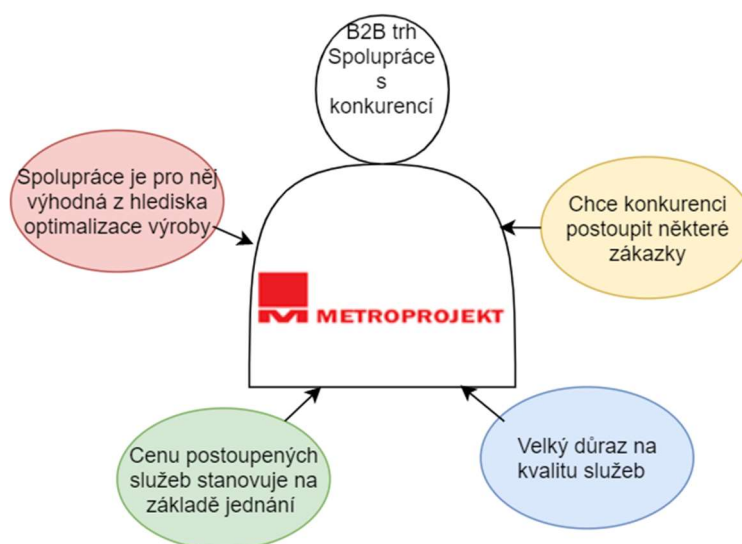 B2B trh
Spolupráce
s
konkurencí
Spolupráce je pro něj
výhodná z hlediska
optimalizace výroby
Chce konkurenci
postoupit některé
zákazky
METROPROJEKT
Cenu postoupených
služeb stanovuje na
základě jednání
Velký důraz na
kvalitu služeb